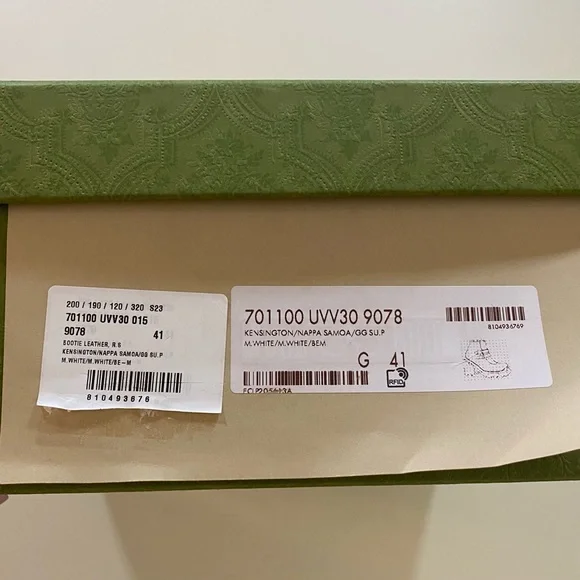 200 / 190 / 120 / 320 S23
701100 UVV30 015
9078 41
BOOTIE LEATHER, R.S
KENSINGTON/NAPPA SAMOA/GG SU.P
M.WHITE/M.WHITE/BE-M
810493676
701100 UVV30 9078
8104936769
KENSINGTON/NAPPA SAMOA/GG SU.P
M.WHITE/M.WHITE/BEM
G 41
RFID